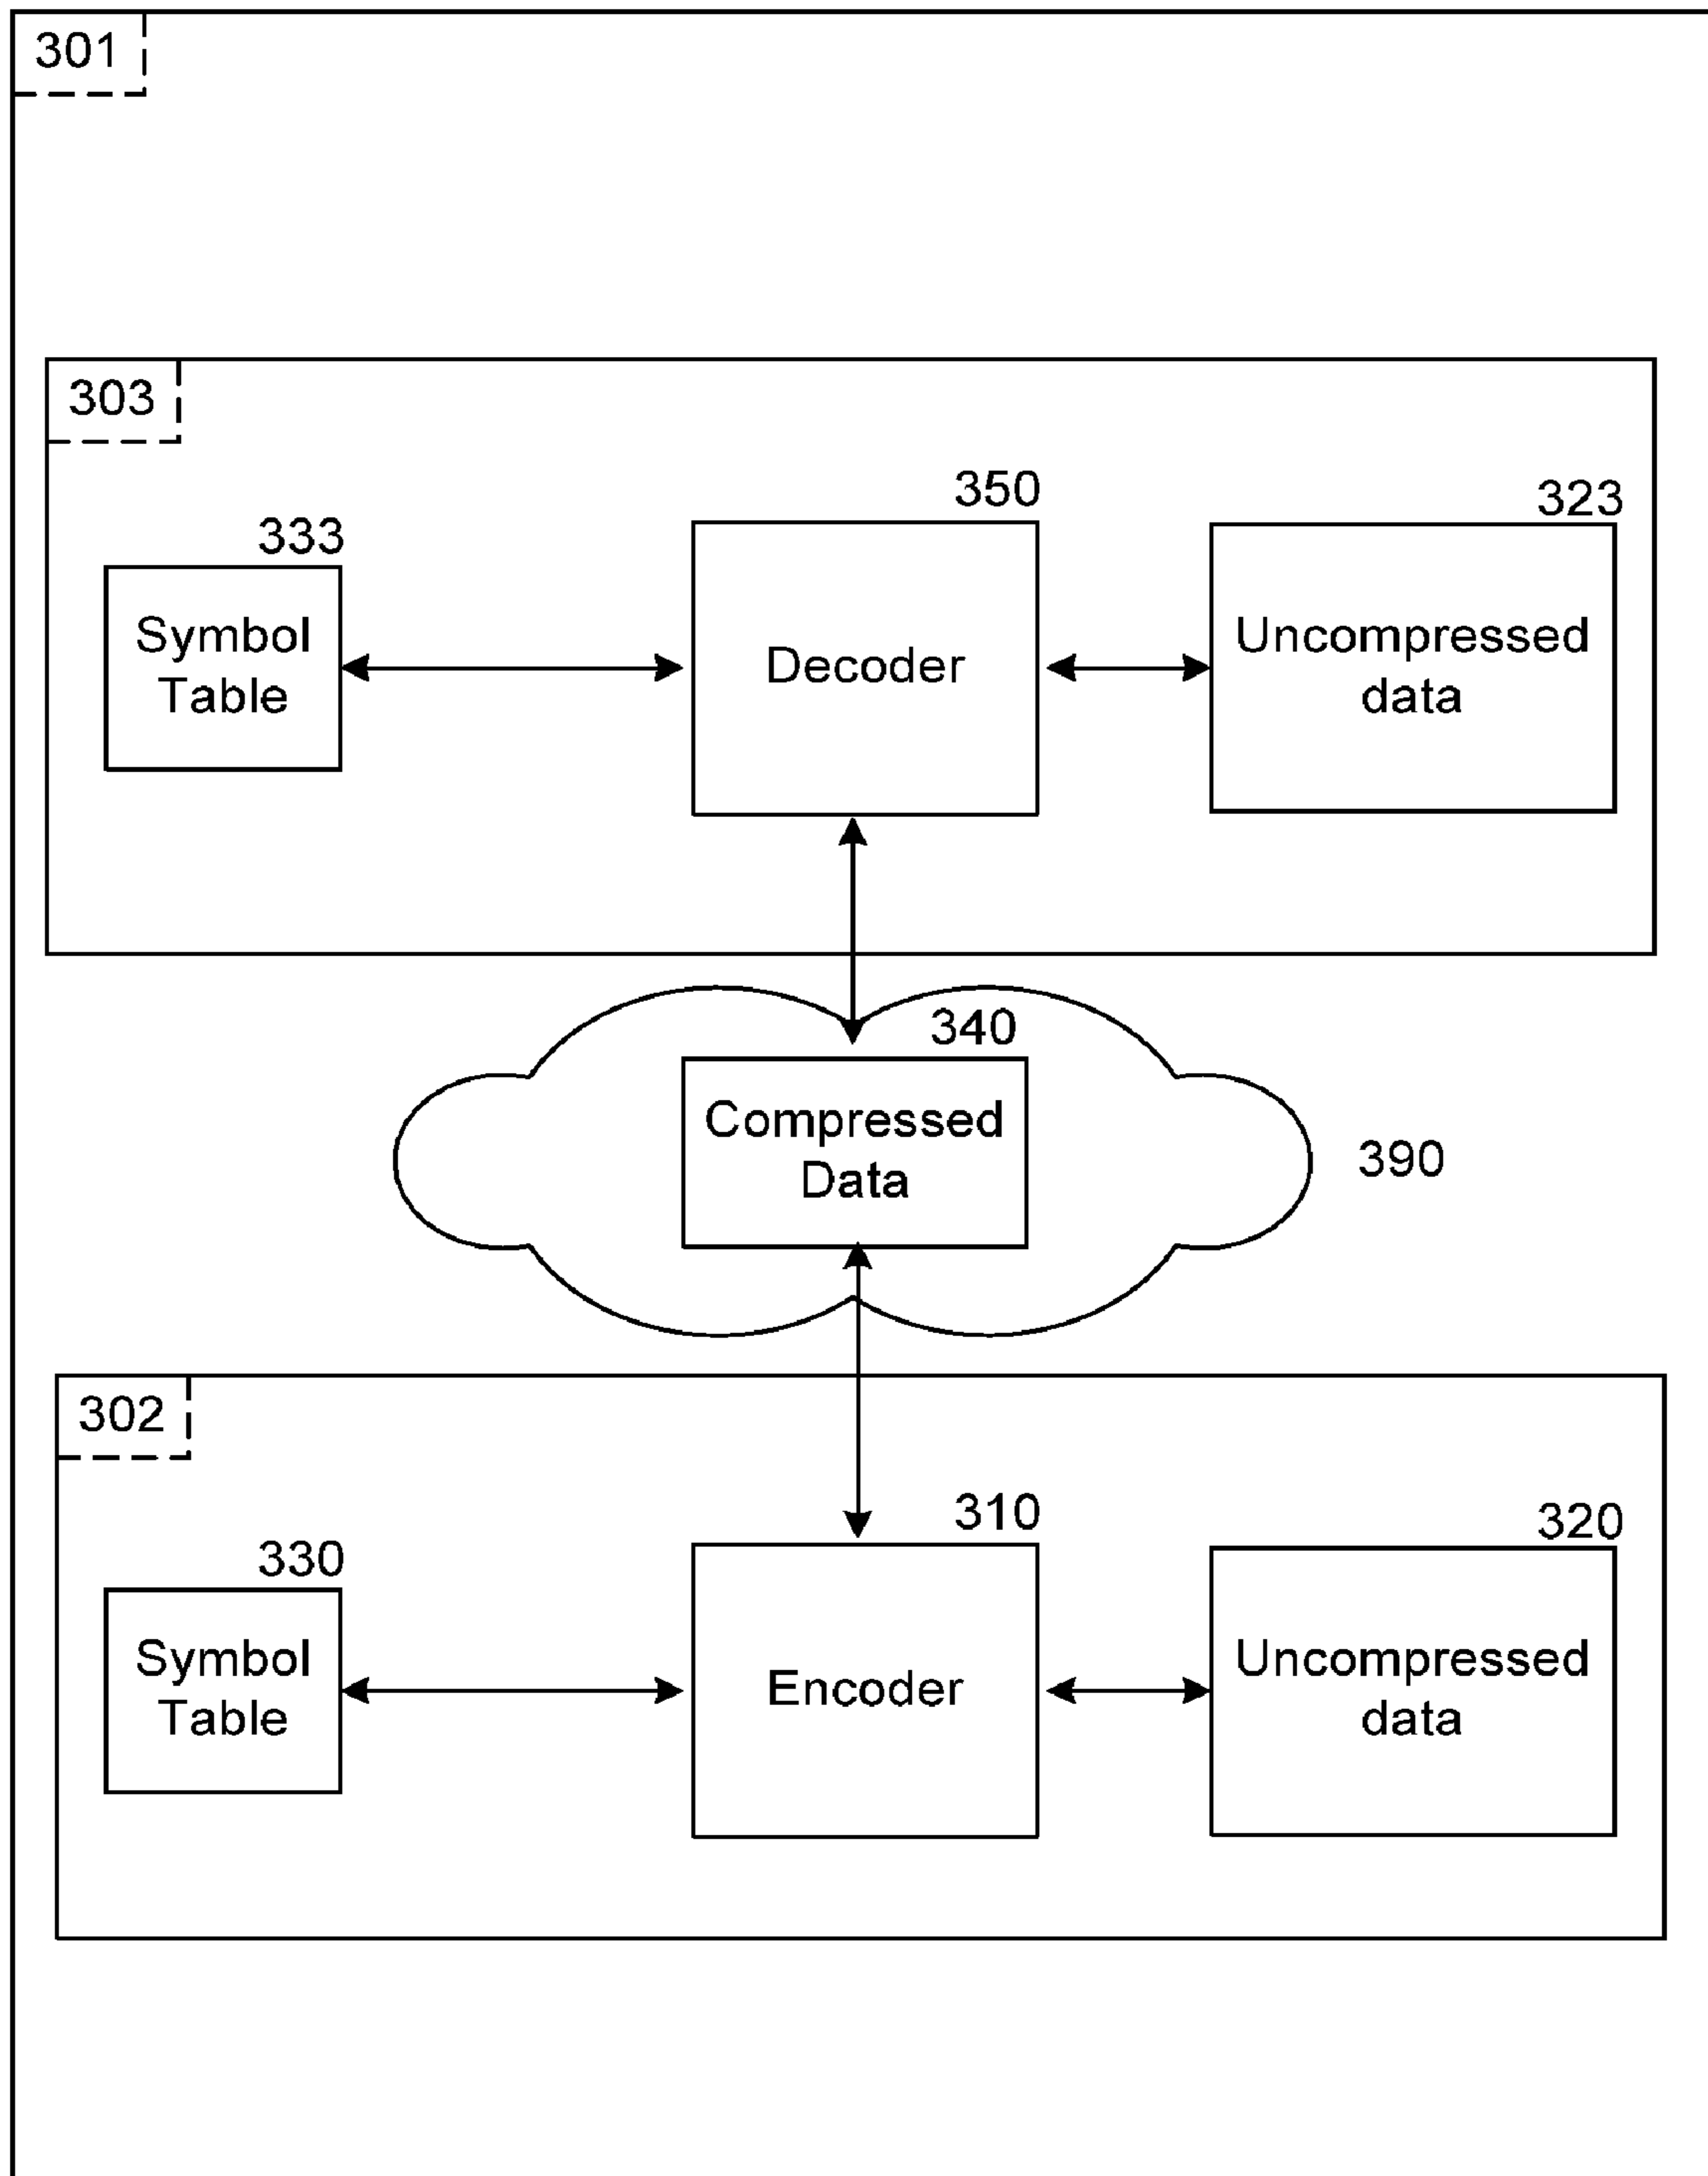 301
303
350
323
333
Symbol
Table
Decoder
Uncompressed
data
340
Compressed
Data
390
302
310
320
330
Symbol
Table
Encoder
Uncompressed
data